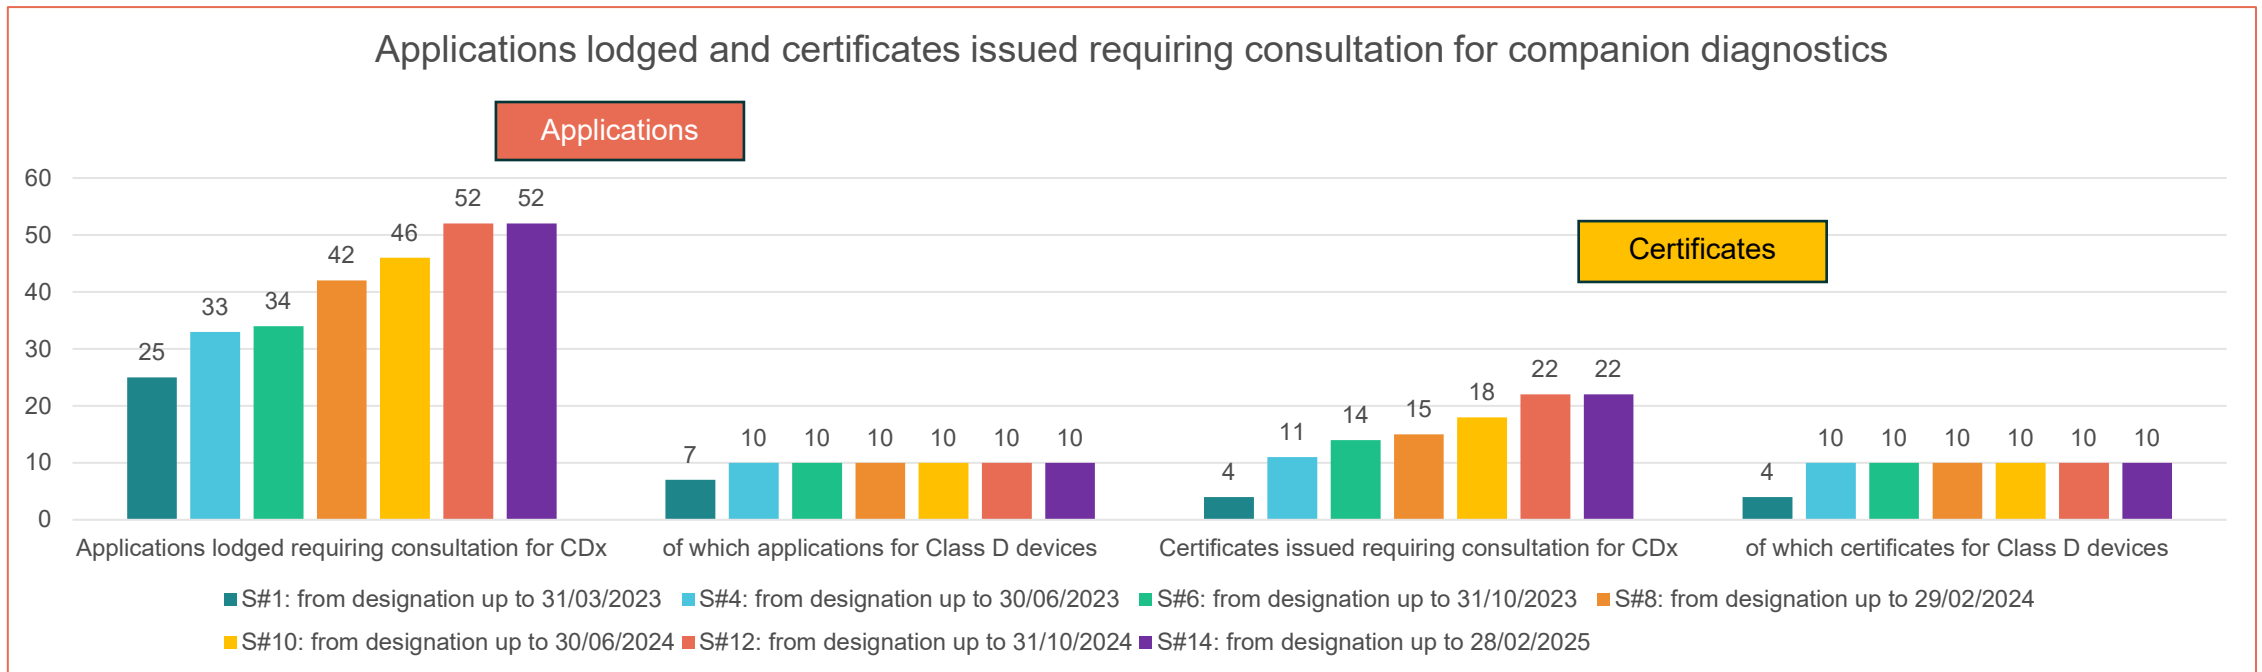 Applications lodged and certificates issued requiring consultation for companion diagnostics
Applications
Certificates
60
50
40
30
20
10
0
25
33
34
42
46
52
52
7
10
10
10
10
10
10
4
11
14
15
18
22
22
4
10
10
10
10
10
10
Applications lodged requiring consultation for CDx
of which applications for Class D devices
Certificates issued requiring consultation for CDx
of which certificates for Class D devices
S#1: from designation up to 31/03/2023
S#4: from designation up to 30/06/2023
S#6: from designation up to 31/10/2023
S#8: from designation up to 29/02/2024
S#10: from designation up to 30/06/2024
S#12: from designation up to 31/10/2024
S#14: from designation up to 28/02/2025